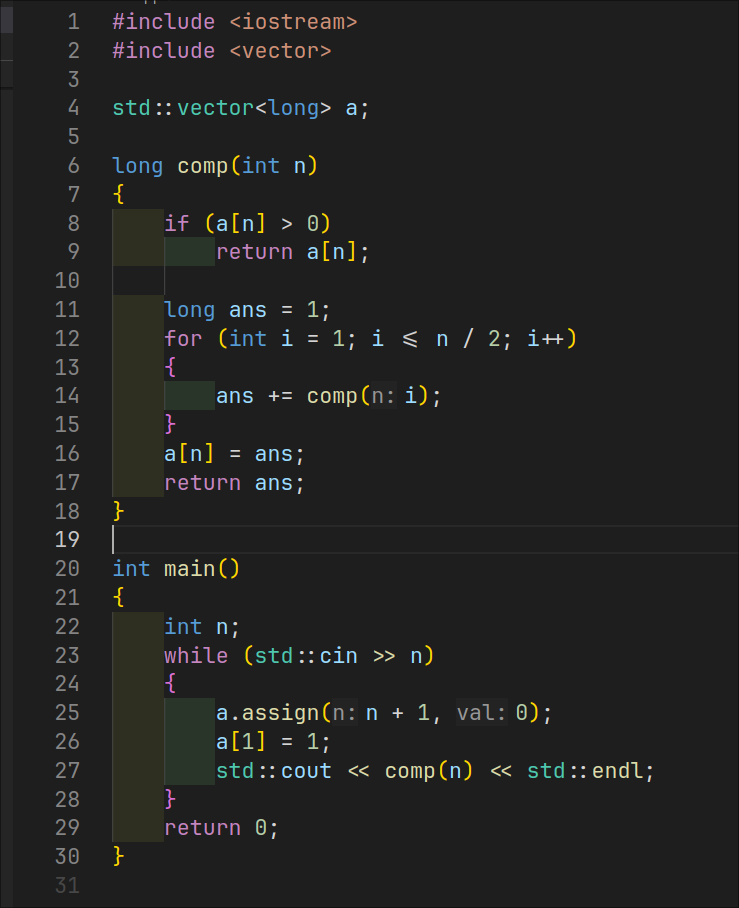 1 #include <iostream>
2 #include <vector>
3
4 std::vector<long> a;
5
6 long comp(int n)
7 {
8     if (a[n] > 0)
9         return a[n];
10
11     long ans = 1;
12     for (int i = 1; i <= n / 2; i++)
13     {
14         ans += comp(n: i);
15     }
16     a[n] = ans;
17     return ans;
18 }
19
20 int main()
21 {
22     int n;
23     while (std::cin >> n)
24     {
25         a.assign(n: n + 1, val: 0);
26         a[1] = 1;
27         std::cout << comp(n) << std::endl;
28     }
29     return 0;
30 }
31